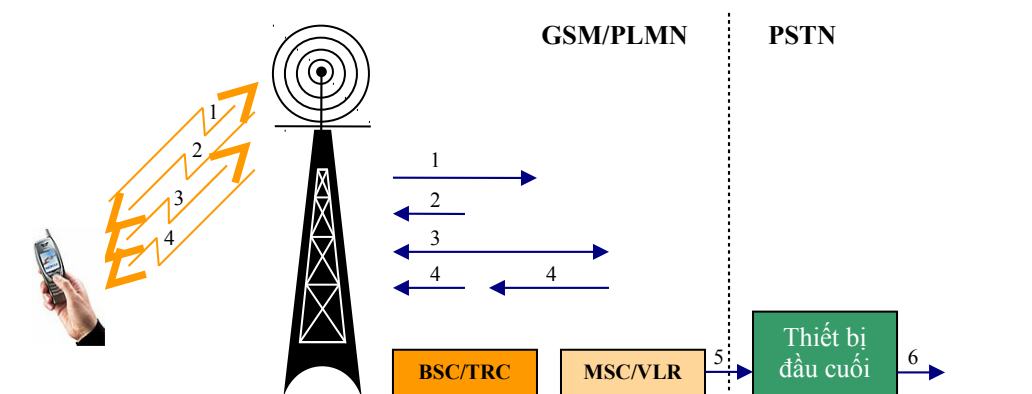 GSM/PLMN PSTN
1
2
3
4
1
2
3
4 4
BSC/TRC
MSC/VLR
5
Thiết bị
đầu cuối
6